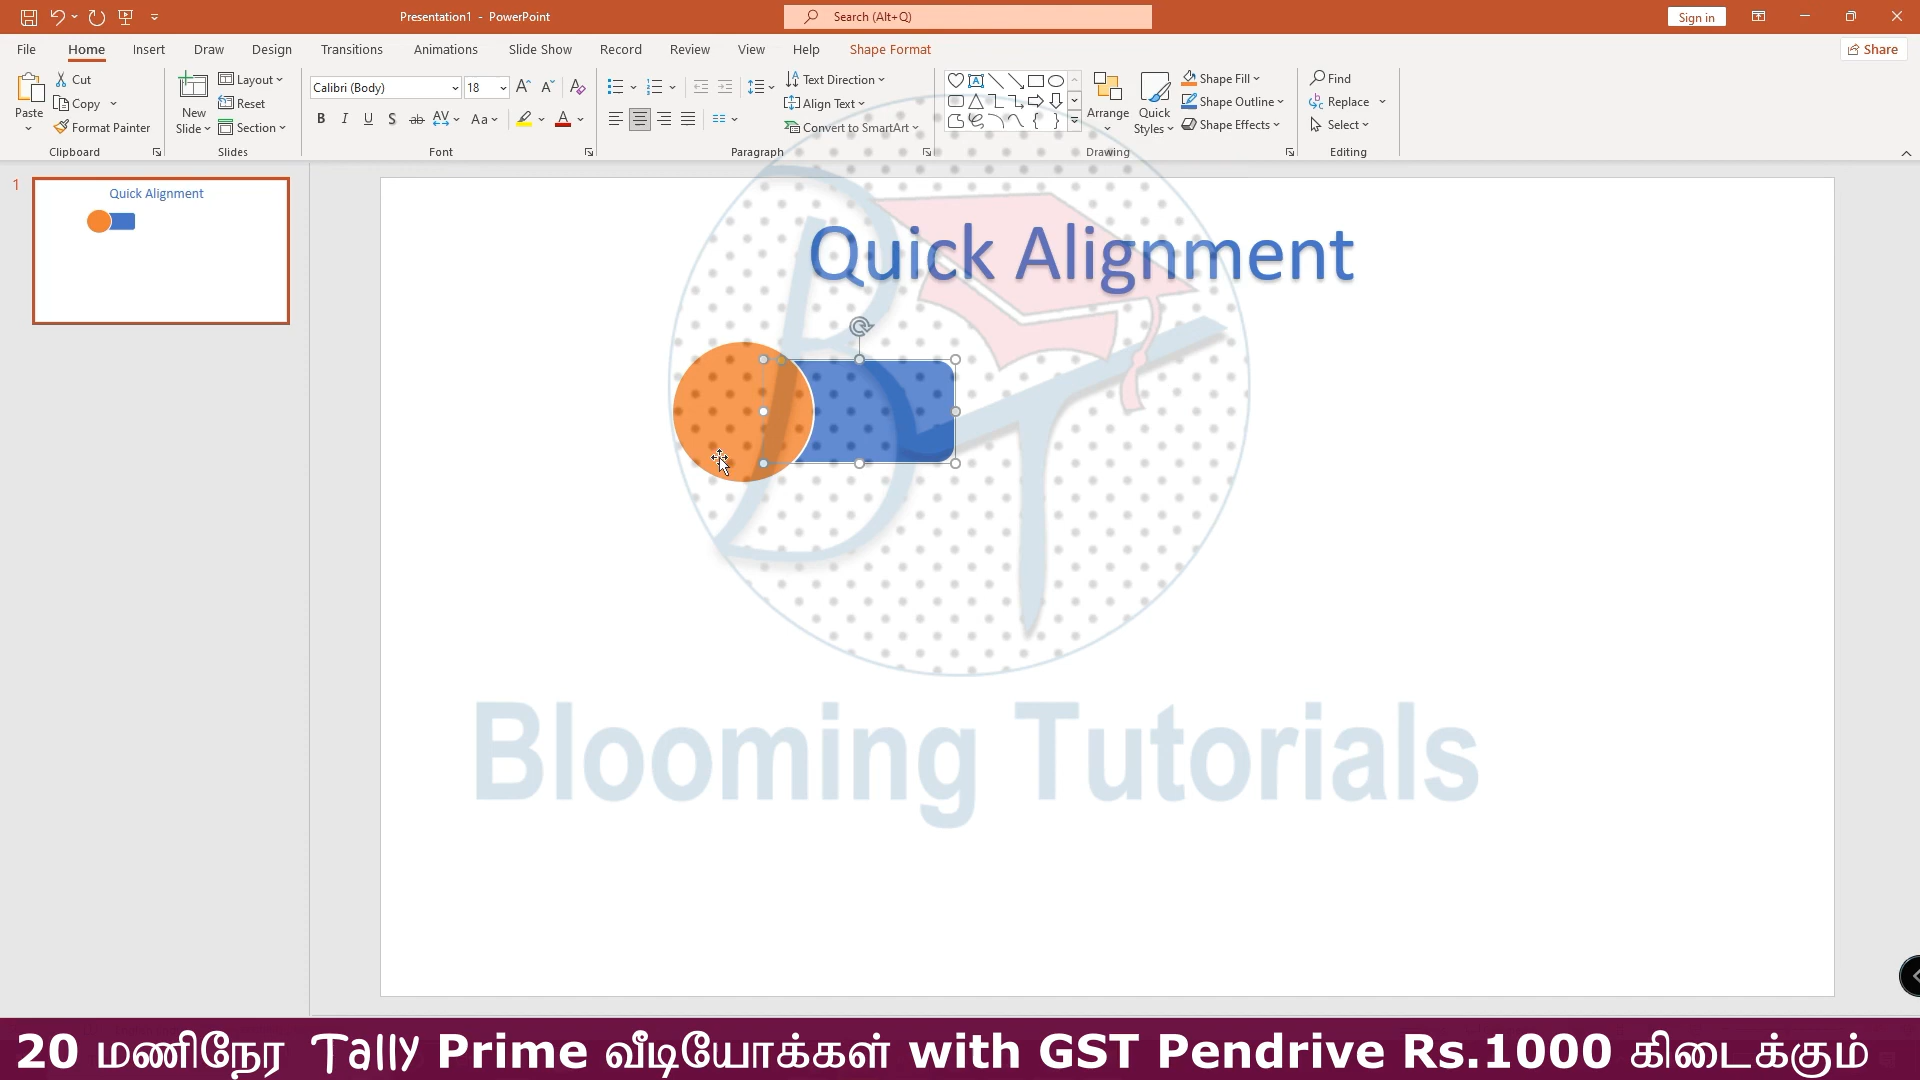 Presentation1 - PowerPoint
Search (Alt+Q)
Sign in
File Home Insert Draw Design Transitions Animations Slide Show Record Review View Help Shape Format
Share
Paste
Cut
Copy
Format Painter
Clipboard
New Slide
Layout
Reset
Section
Slides
Calibri (Body) 18
B I U S ab AV Aa A
Font
Text Direction
Align Text
Convert to SmartArt
Paragraph
Arrange
Quick Styles
Shape Fill
Shape Outline
Shape Effects
Drawing
Find
Replace
Select
Editing
1
Quick Alignment
Quick Alignment
BT
Blooming Tutorials
20 மணிநேர Tally Prime வீடியோக்கள் with GST Pendrive Rs.1000 கிடைக்கும்